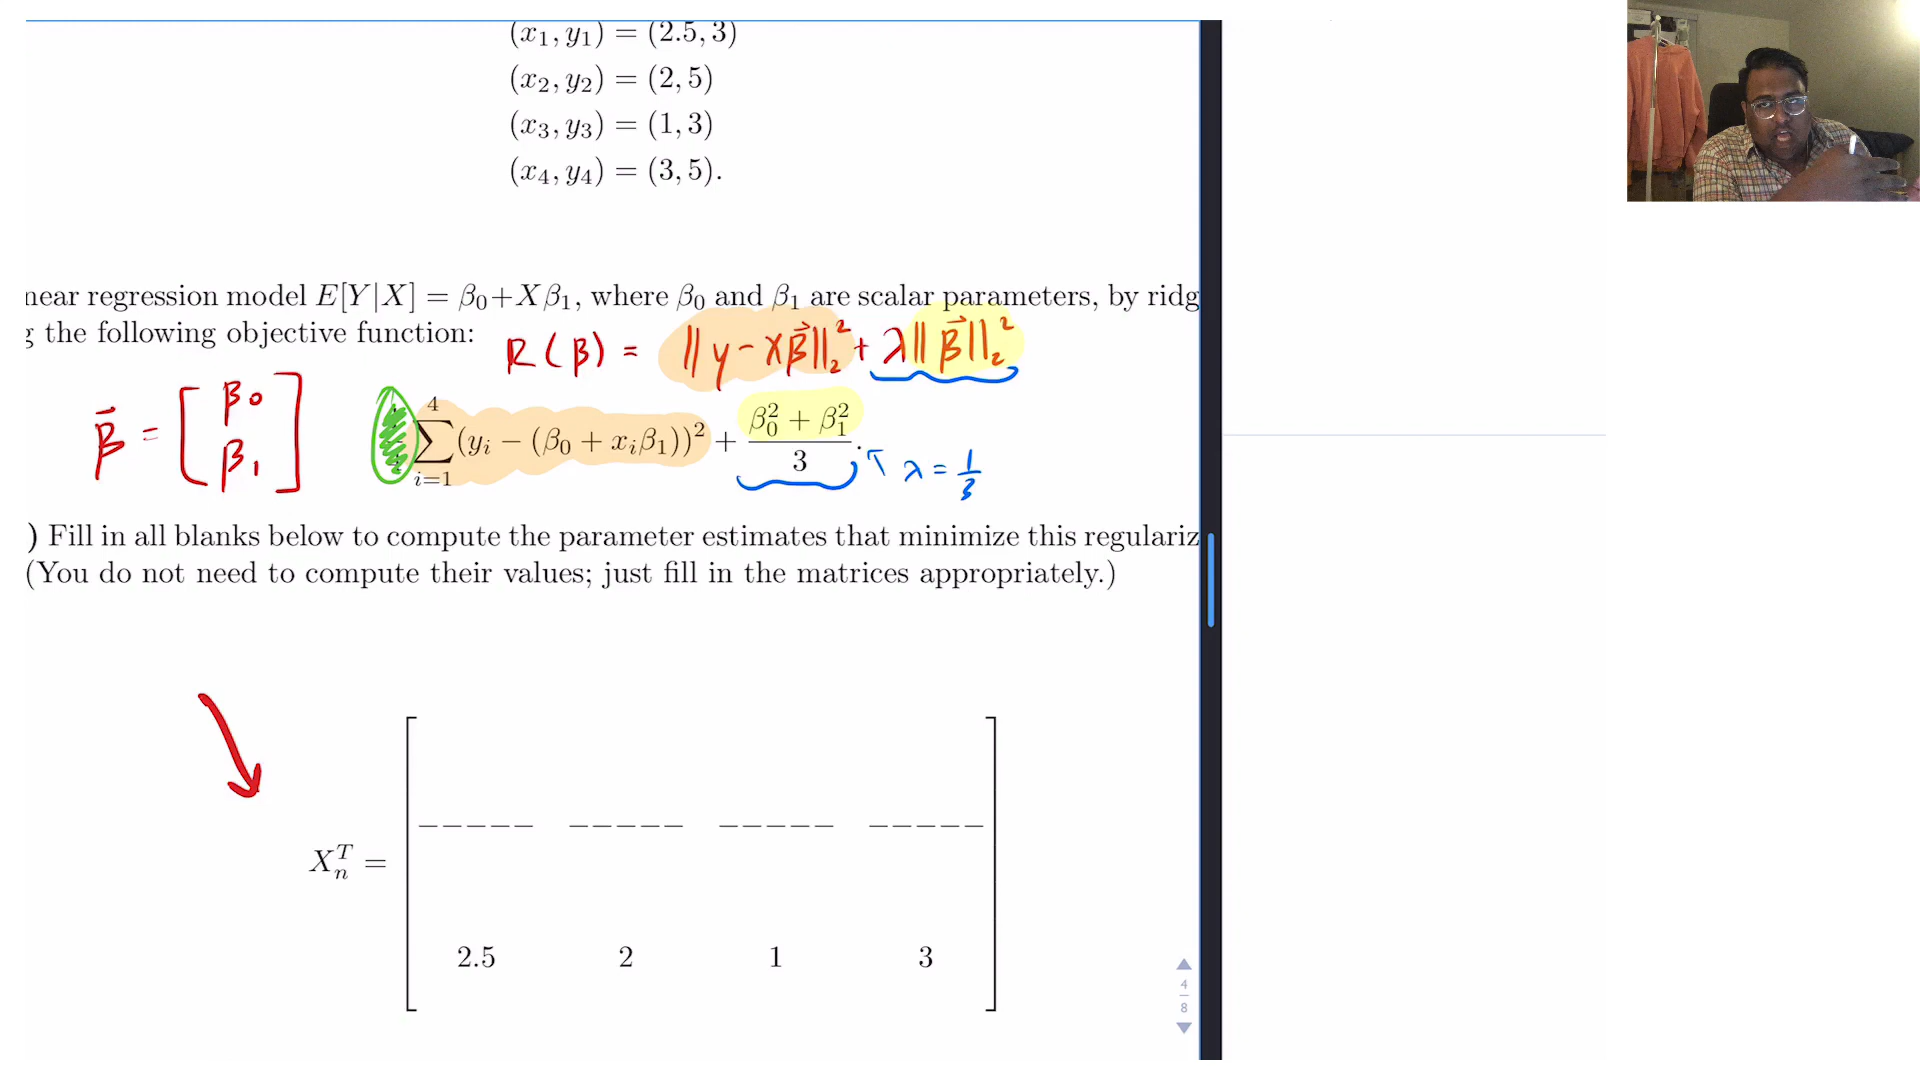 (x₁, y₁) = (2.5, 3)
(x₂, y₂) = (2, 5)
(x₃, y₃) = (1, 3)
(x₄, y₄) = (3, 5).
near regression model E[Y|X] = β₀+Xβ₁, where β₀ and β₁ are scalar parameters, by ridg
g the following objective function:
R(β) = ||y - Xβ⃗||₂² + λ||β⃗||₂²
β⃗ = [β₀ β₁]
∑_{i=1}^{4} (yᵢ − (β₀ + xᵢβ₁))² + (β₀² + β₁²)/3.
λ = 1/3
) Fill in all blanks below to compute the parameter estimates that minimize this regulariz
(You do not need to compute their values; just fill in the matrices appropriately.)
_____ _____ _____ _____
Xₙᵀ =
2.5 2 1 3
4
8